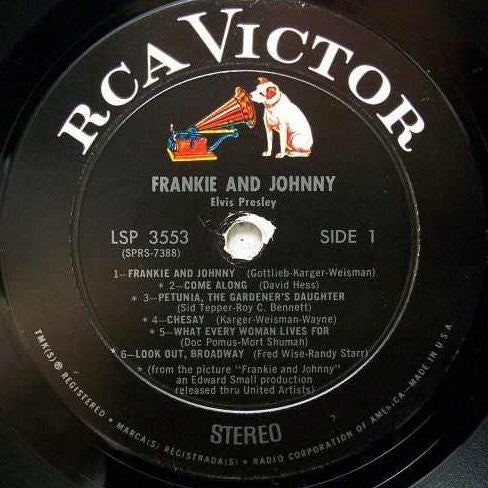 RCA VICTOR
FRANKIE AND JOHNNY
Elvis Presley
LSP 3553 SIDE 1
(SPRS-7388)
1—FRANKIE AND JOHNNY (Gottlieb-Karger-Weisman)
* 2—COME ALONG (David Hess)
* 3—PETUNIA, THE GARDENER'S DAUGHTER
(Sid Tepper-Roy C. Bennett)
* 4—CHESAY (Karger-Weisman-Wayne)
* 5—WHAT EVERY WOMAN LIVES FOR
(Doc Pomus-Mort Shuman)
* 6—LOOK OUT, BROADWAY (Fred Wise-Randy Starr)
* (from the picture "Frankie and Johnny"
an Edward Small production
released thru United Artists)
STEREO
TMK(S) ® REGISTERED • MARCA(S) REGISTRADA(S) • RADIO CORPORATION OF AMERICA—MADE IN U.S.A.